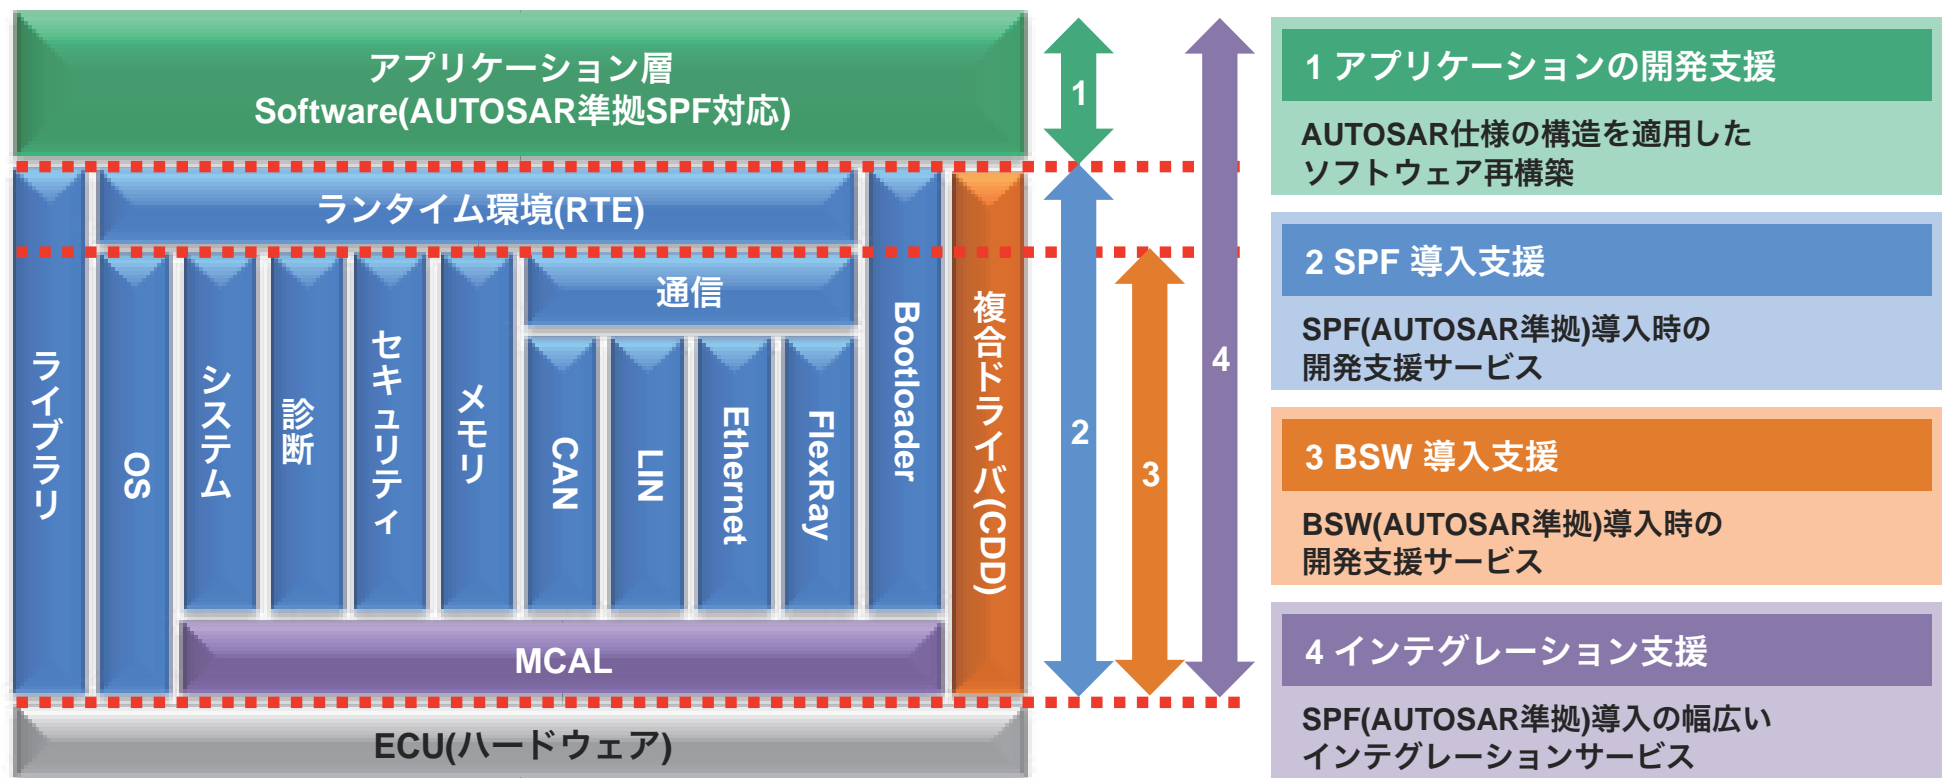 アプリケーション層
Software(AUTOSAR準拠SPF対応)
ランタイム環境(RTE)
ライブラリ
OS
システム
診断
セキュリティ
メモリ
通信
CAN
LIN
Ethernet
FlexRay
Bootloader
複合ドライバ(CDD)
MCAL
ECU(ハードウェア)
1
2
3
4
1 アプリケーションの開発支援
AUTOSAR仕様の構造を適用した
ソフトウェア再構築
2 SPF 導入支援
SPF(AUTOSAR準拠)導入時の
開発支援サービス
3 BSW 導入支援
BSW(AUTOSAR準拠)導入時の
開発支援サービス
4 インテグレーション支援
SPF(AUTOSAR準拠)導入の幅広い
インテグレーションサービス